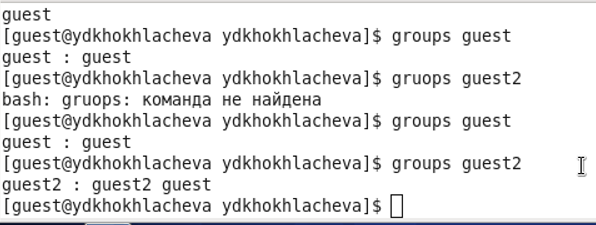 guest
[guest@ydkhokhlacheva ydkhokhlacheva]$ groups guest
guest : guest
[guest@ydkhokhlacheva ydkhokhlacheva]$ gruops guest2
bash: gruops: команда не найдена
[guest@ydkhokhlacheva ydkhokhlacheva]$ groups guest
guest : guest
[guest@ydkhokhlacheva ydkhokhlacheva]$ groups guest2
guest2 : guest2 guest
[guest@ydkhokhlacheva ydkhokhlacheva]$